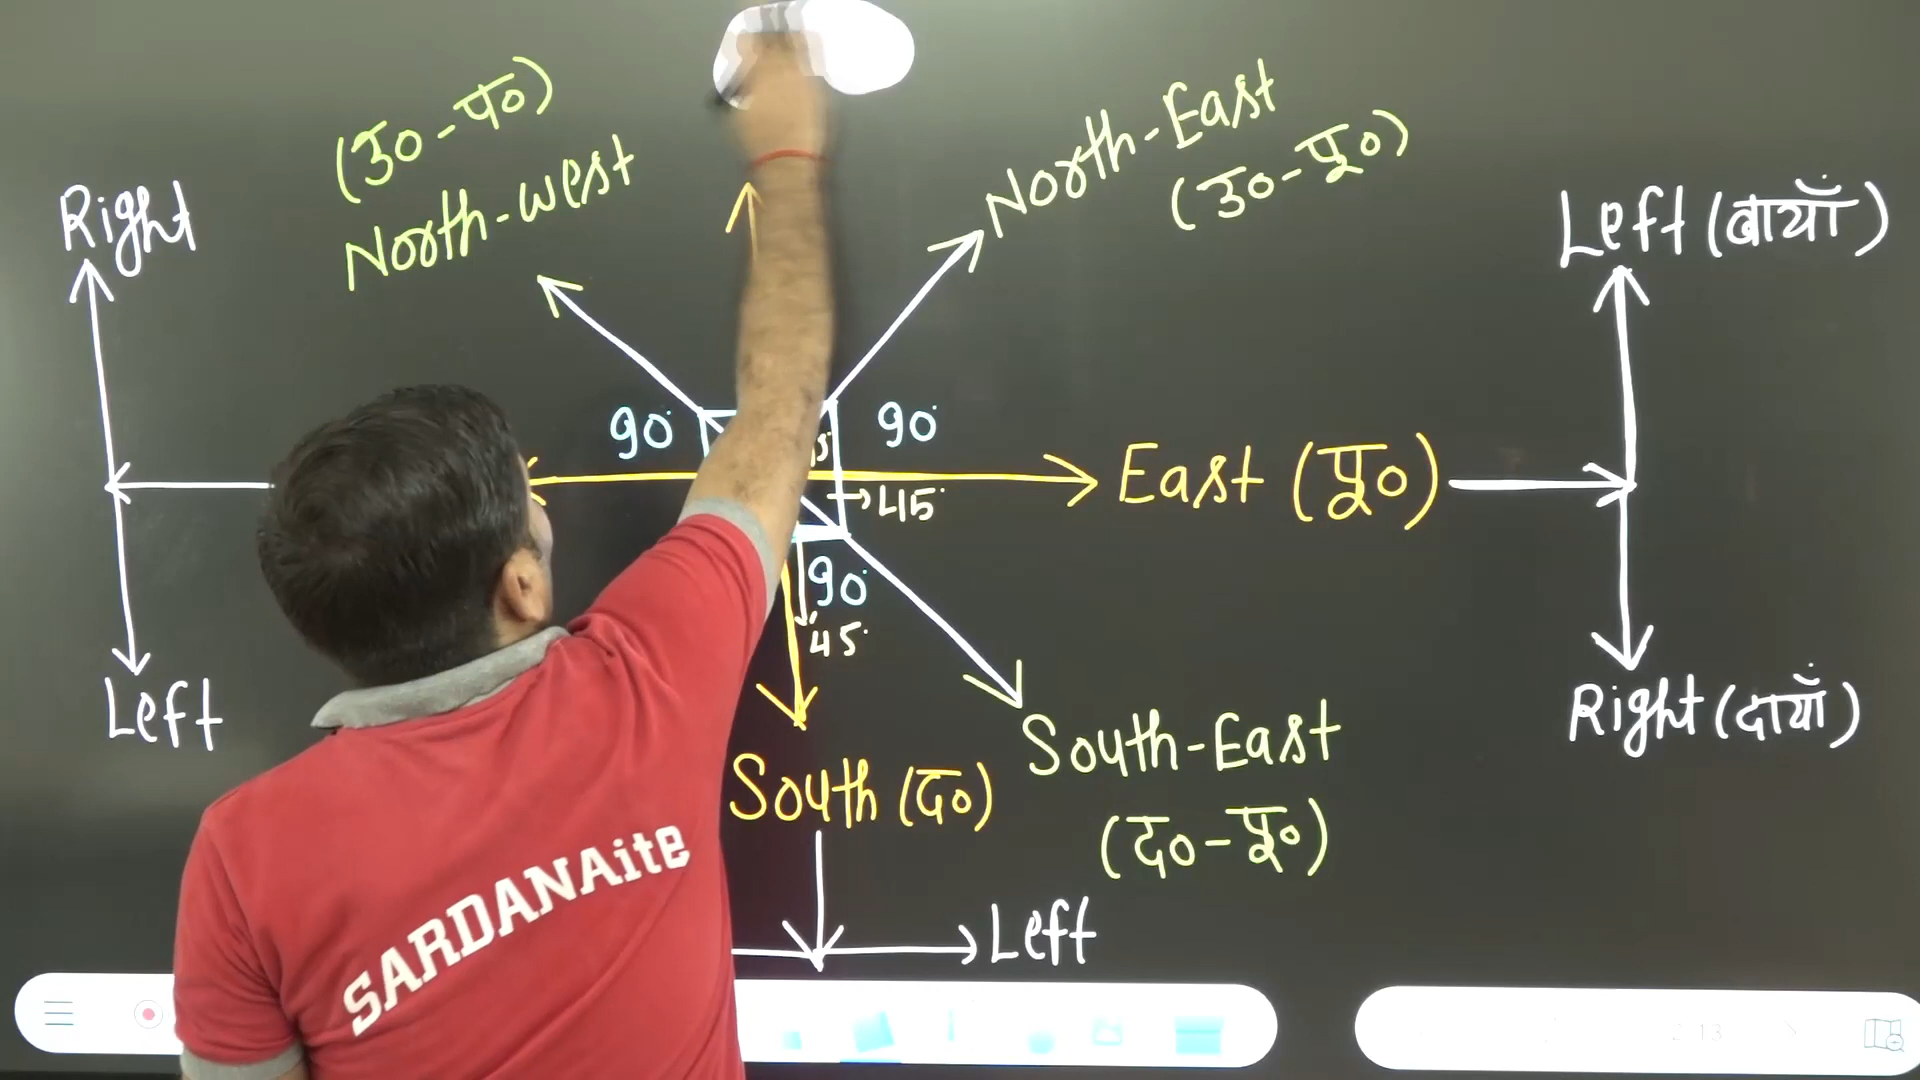 (उ०-प०)
North-west
North-East
(उ०-पू०)
Right
Left (बायाँ)
90°
90°
East (पू०)
45°
90°
45°
Left
Right (दायाँ)
South (द०)
South-East
(द०-पू०)
Left
SARDANAite